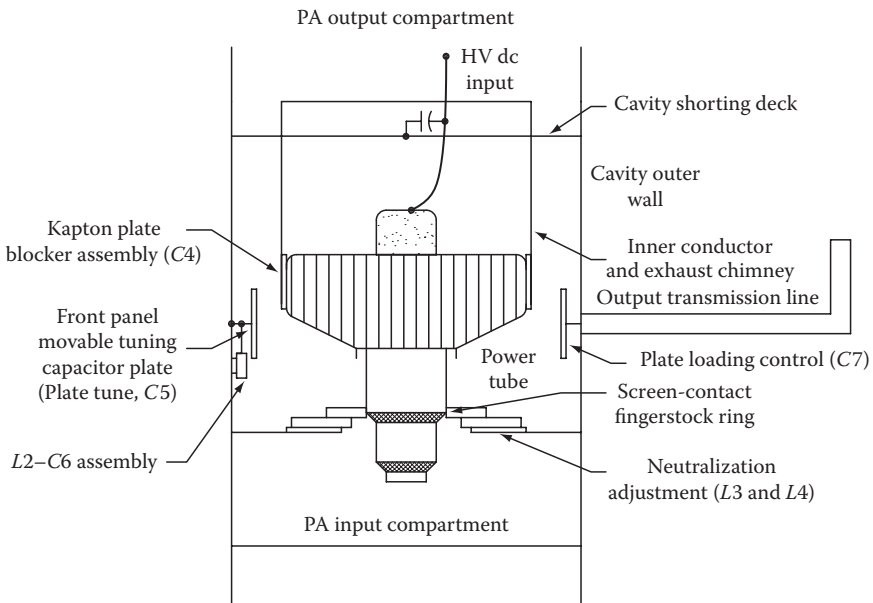 PA output compartment
HV dc
input
Cavity shorting deck
Cavity outer
wall
Kapton plate
blocker assembly (C4)
Inner conductor
and exhaust chimney
Output transmission line
Front panel
movable tuning
capacitor plate
(Plate tune, C5)
Power
tube
Plate loading control (C7)
Screen-contact
fingerstock ring
L2–C6 assembly
Neutralization
adjustment (L3 and L4)
PA input compartment